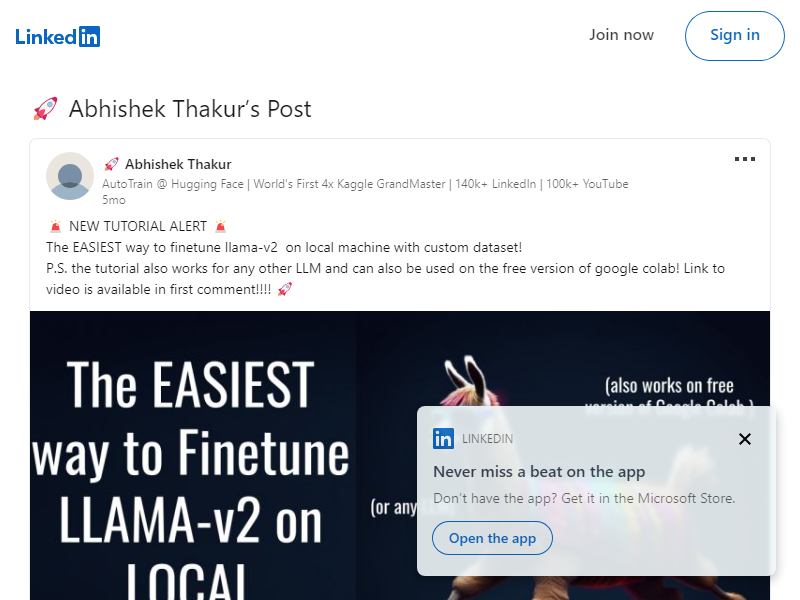 LinkedIn
Join now
Sign in
🚀 Abhishek Thakur's Post
🚀 Abhishek Thakur
AutoTrain @ Hugging Face | World's First 4x Kaggle GrandMaster | 140k+ LinkedIn | 100k+ YouTube
5mo
🚨 NEW TUTORIAL ALERT 🚨
The EASIEST way to finetune llama-v2  on local machine with custom dataset!
P.S. the tutorial also works for any other LLM and can also be used on the free version of google colab! Link to
video is available in first comment!!!! 🚀
The EASIEST
way to Finetune
LLAMA-v2 on
LOCAL
(also works on free
version of Google Colab )
(or any LLM)
in LINKEDIN
Never miss a beat on the app
Don't have the app? Get it in the Microsoft Store.
Open the app